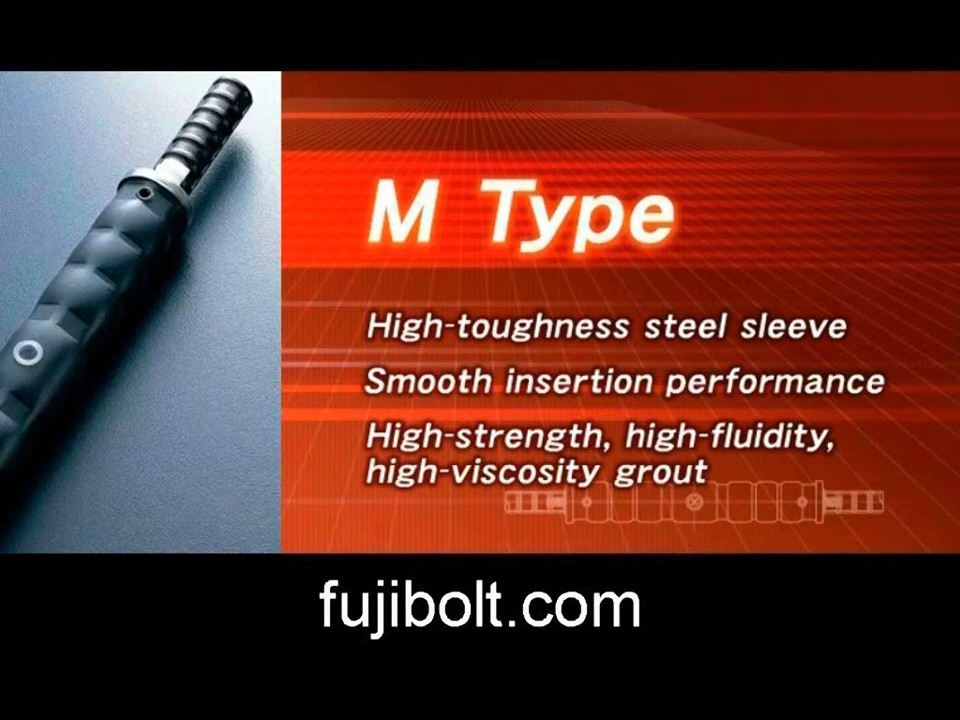 M Type
High-toughness steel sleeve
Smooth insertion performance
High-strength, high-fluidity,
high-viscosity grout
fujibolt.com